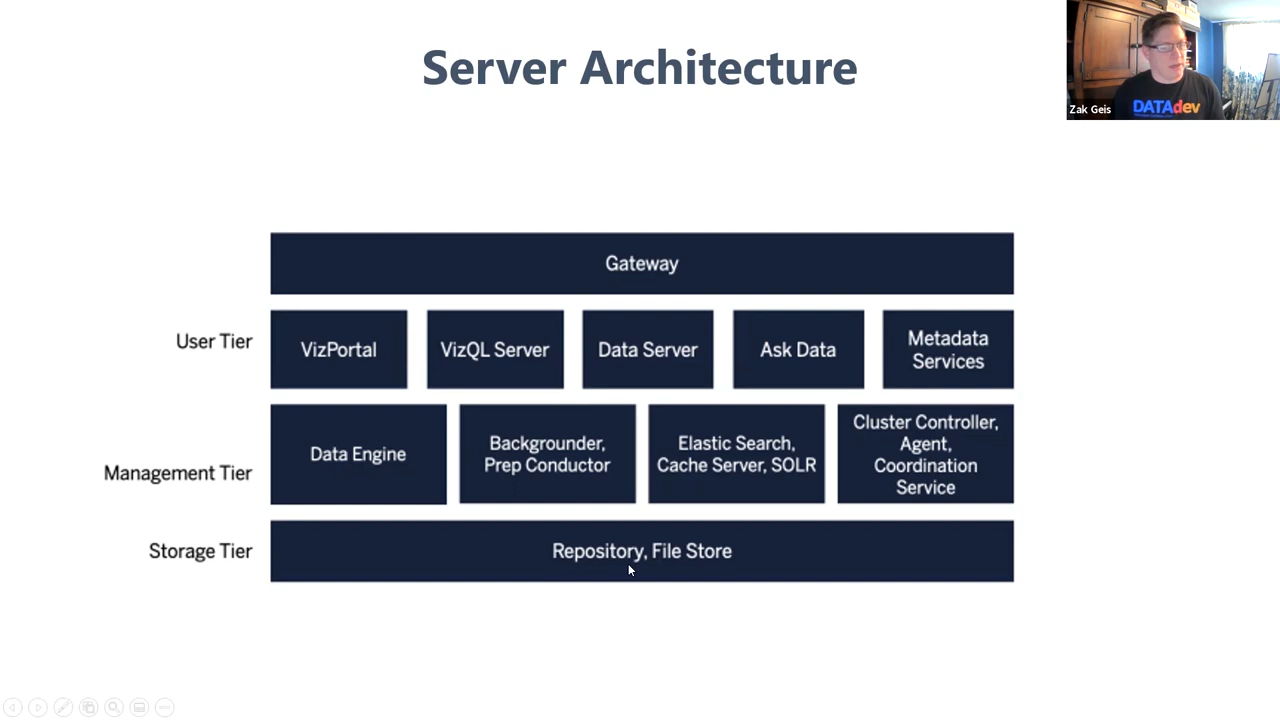 Server Architecture
Zak Geis
DATAdev
Gateway
User Tier
VizPortal
VizQL Server
Data Server
Ask Data
Metadata
Services
Management Tier
Data Engine
Backgrounder,
Prep Conductor
Elastic Search,
Cache Server, SOLR
Cluster Controller,
Agent,
Coordination
Service
Storage Tier
Repository, File Store